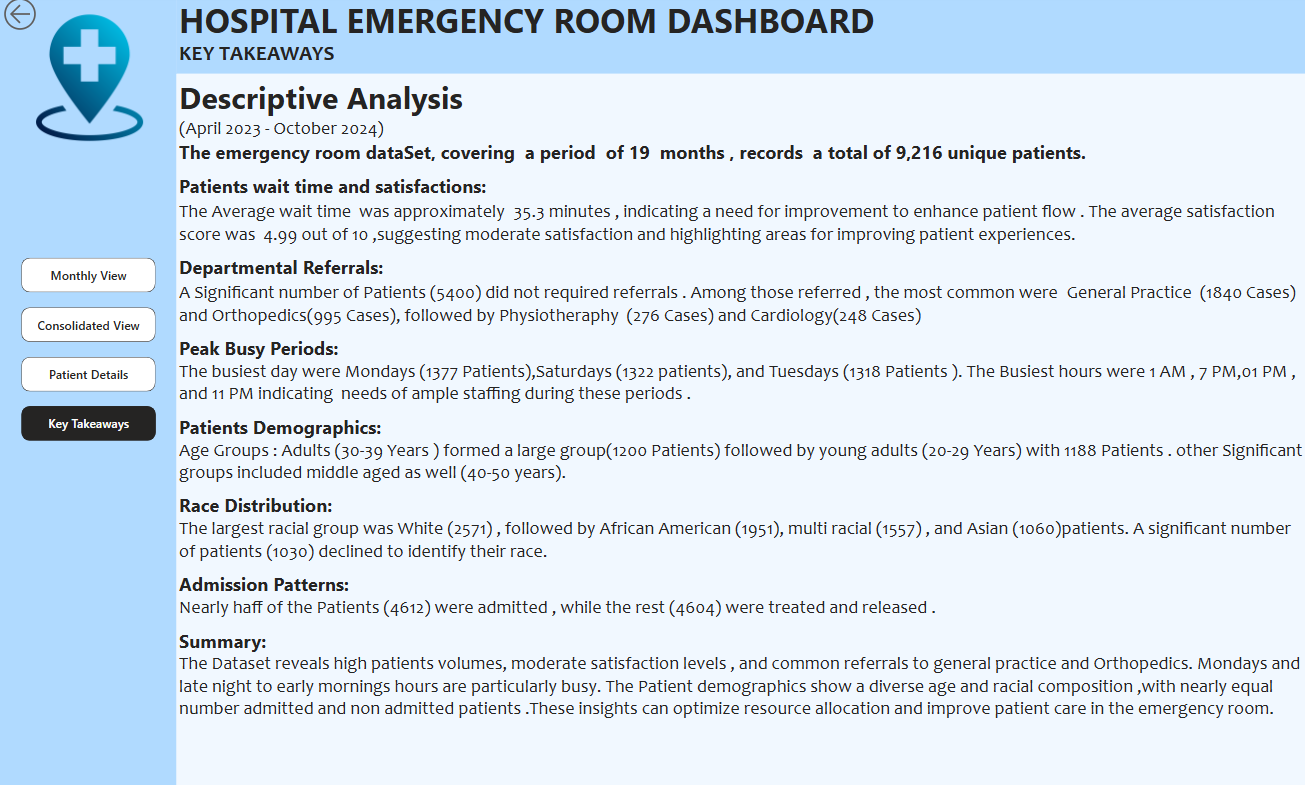 HOSPITAL EMERGENCY ROOM DASHBOARD
KEY TAKEAWAYS
Monthly View
Consolidated View
Patient Details
Key Takeaways
Descriptive Analysis
(April 2023 - October 2024)
The emergency room dataSet, covering a period of 19 months , records a total of 9,216 unique patients.
Patients wait time and satisfactions:
The Average wait time was approximately 35.3 minutes , indicating a need for improvement to enhance patient flow . The average satisfaction
score was 4.99 out of 10 ,suggesting moderate satisfaction and highlighting areas for improving patient experiences.
Departmental Referrals:
A Significant number of Patients (5400) did not required referrals . Among those referred , the most common were General Practice (1840 Cases)
and Orthopedics(995 Cases), followed by Physiotheraphy (276 Cases) and Cardiology(248 Cases)
Peak Busy Periods:
The busiest day were Mondays (1377 Patients),Saturdays (1322 patients), and Tuesdays (1318 Patients ). The Busiest hours were 1 AM , 7 PM,01 PM ,
and 11 PM indicating needs of ample staffing during these periods .
Patients Demographics:
Age Groups : Adults (30-39 Years ) formed a large group(1200 Patients) followed by young adults (20-29 Years) with 1188 Patients . other Significant
groups included middle aged as well (40-50 years).
Race Distribution:
The largest racial group was White (2571) , followed by African American (1951), multi racial (1557) , and Asian (1060)patients. A significant number
of patients (1030) declined to identify their race.
Admission Patterns:
Nearly haff of the Patients (4612) were admitted , while the rest (4604) were treated and released .
Summary:
The Dataset reveals high patients volumes, moderate satisfaction levels , and common referrals to general practice and Orthopedics. Mondays and
late night to early mornings hours are particularly busy. The Patient demographics show a diverse age and racial composition ,with nearly equal
number admitted and non admitted patients .These insights can optimize resource allocation and improve patient care in the emergency room.